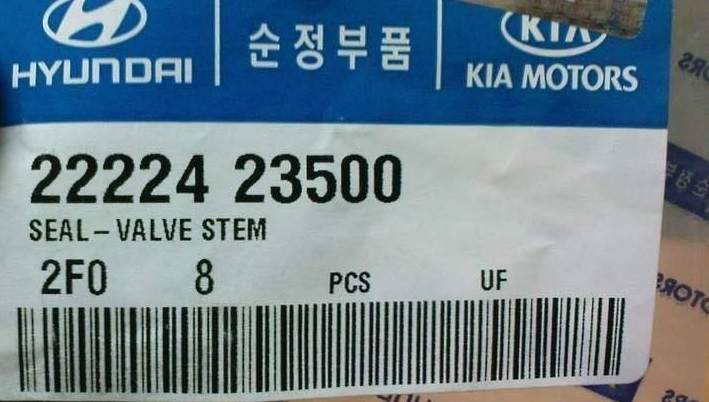 HYUNDAI 순정부품 KIA
KIA MOTORS
22224 23500
SEAL-VALVE STEM
2F0 8 PCS UF